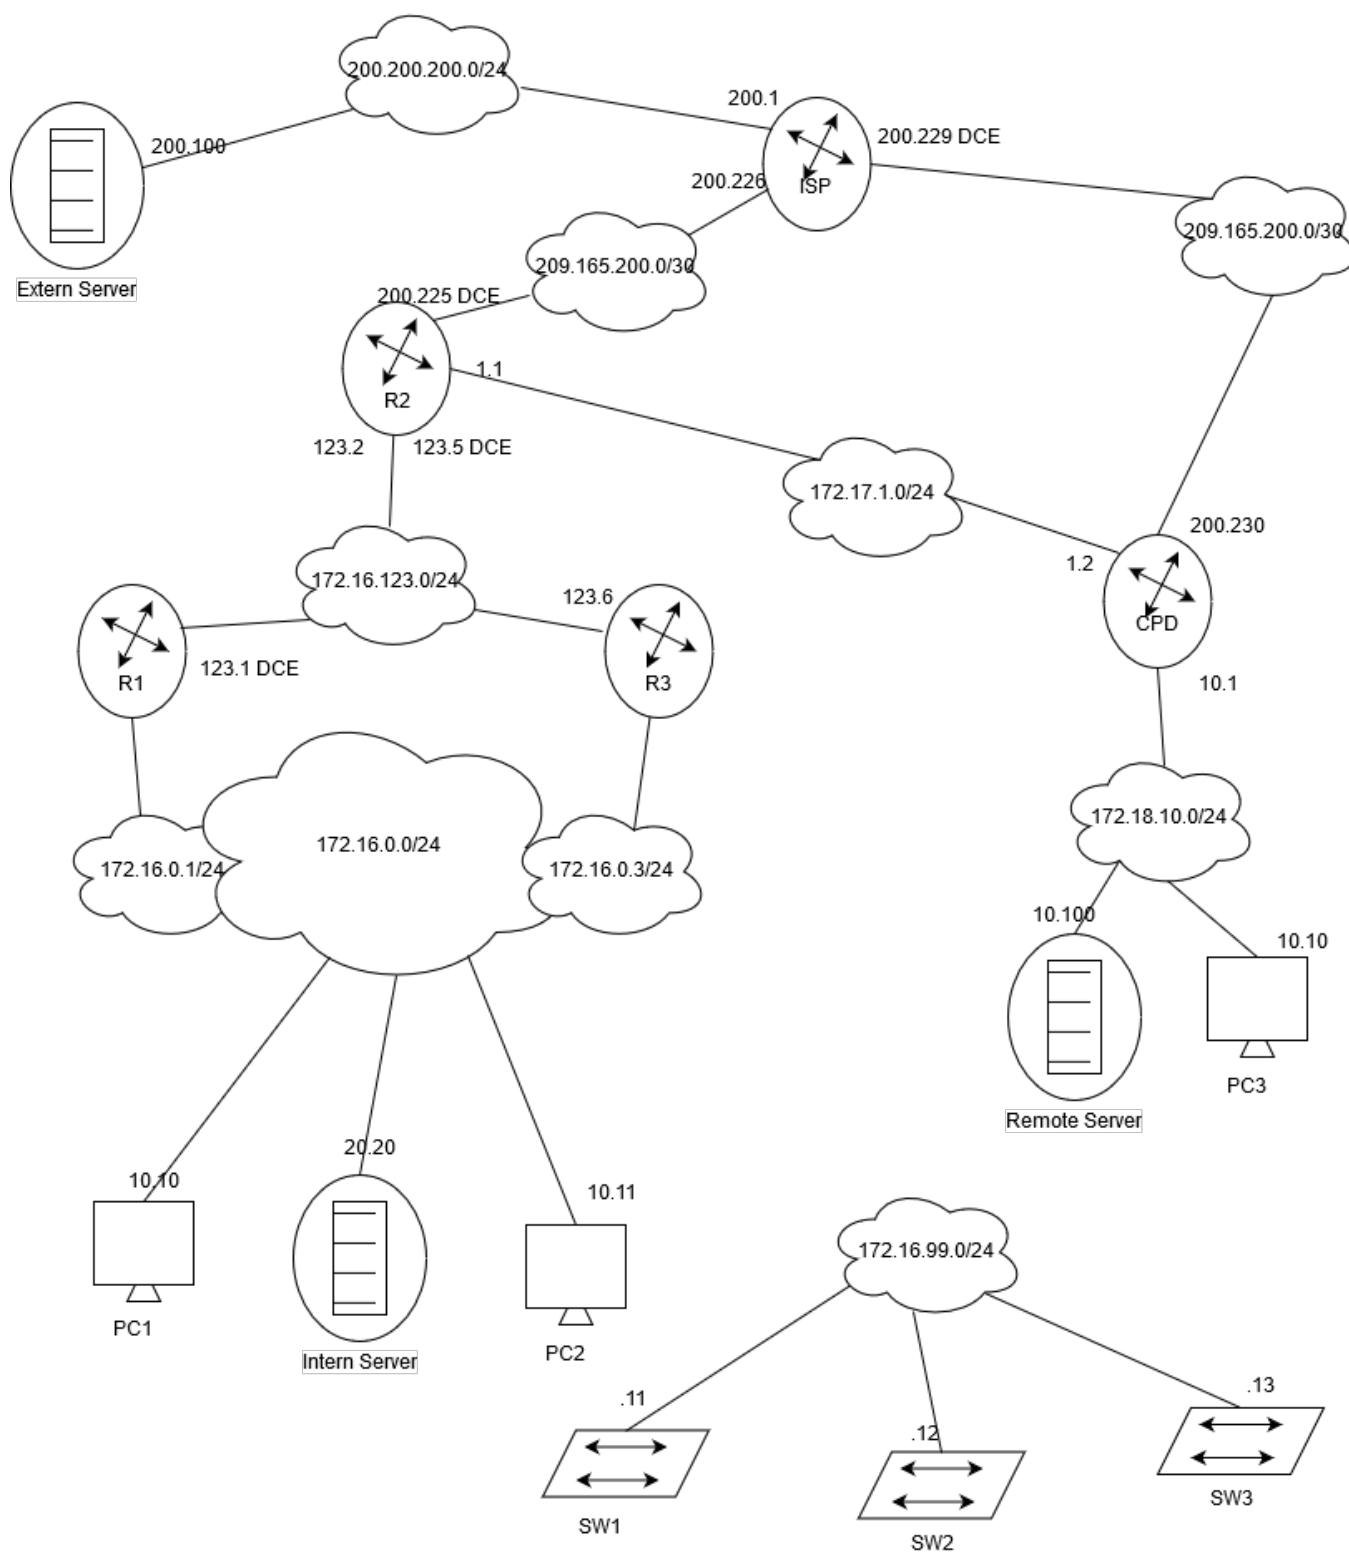 200.200.200.0/24
200.1
200.229 DCE
200.100
200.226
ISP
209.165.200.0/30
209.165.200.0/30
Extern Server
200.225 DCE
1.1
R2
123.2
123.5 DCE
172.17.1.0/24
200.230
1.2
172.16.123.0/24
123.6
CPD
123.1 DCE
R1
R3
10.1
172.16.0.0/24
172.18.10.0/24
172.16.0.1/24
172.16.0.3/24
10.100
10.10
PC3
Remote Server
20.20
10.10
10.11
PC1
Intern Server
PC2
172.16.99.0/24
.11
.12
.13
SW1
SW2
SW3